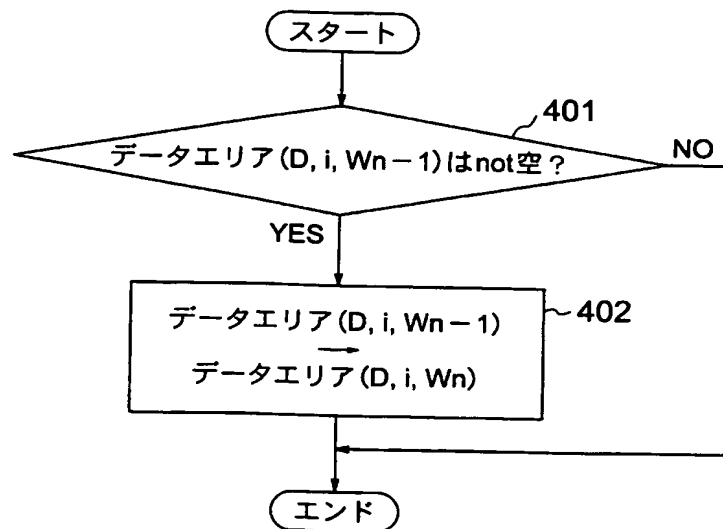 スタート
401
データエリア(D, i, Wn−1)はnot空?
NO
YES
データエリア(D, i, Wn−1)
→
データエリア(D, i, Wn)
402
エンド